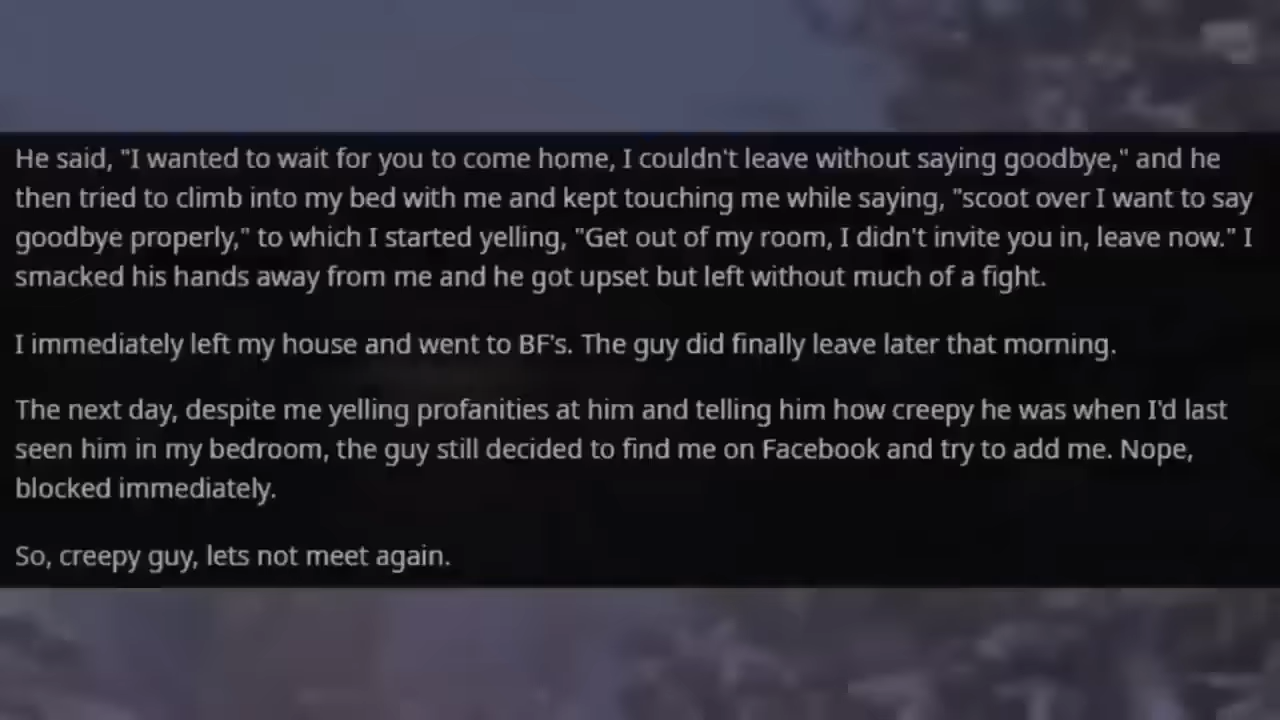 He said, "I wanted to wait for you to come home, I couldn't leave without saying goodbye," and he
then tried to climb into my bed with me and kept touching me while saying, "scoot over I want to say
goodbye properly," to which I started yelling, "Get out of my room, I didn't invite you in, leave now." I
smacked his hands away from me and he got upset but left without much of a fight.
I immediately left my house and went to BF's. The guy did finally leave later that morning.
The next day, despite me yelling profanities at him and telling him how creepy he was when I'd last
seen him in my bedroom, the guy still decided to find me on Facebook and try to add me. Nope,
blocked immediately.
So, creepy guy, lets not meet again.